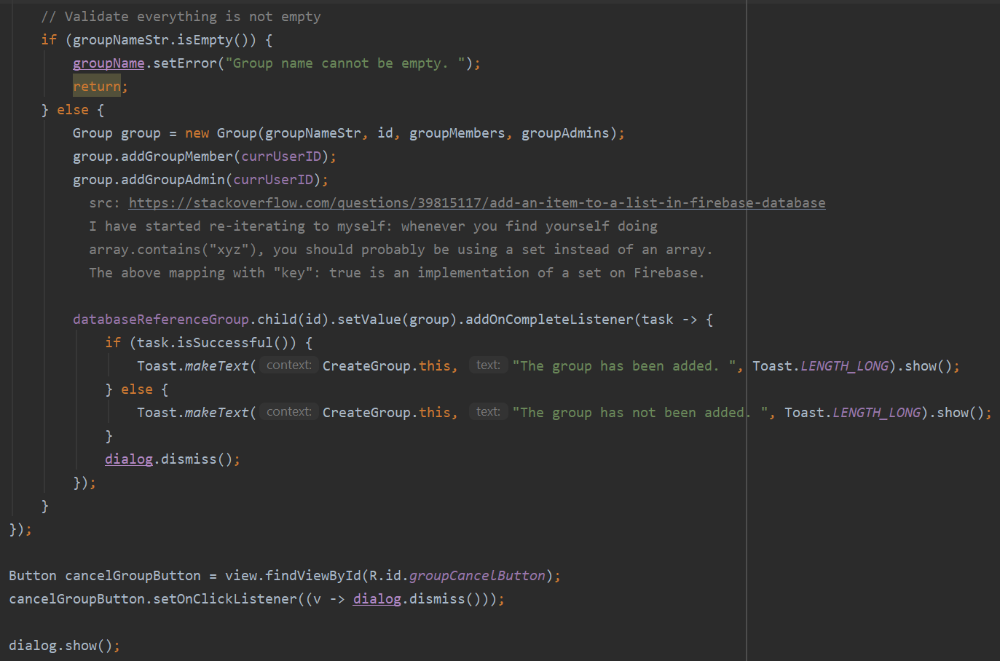 // Validate everything is not empty
if (groupNameStr.isEmpty()) {
groupName.setError("Group name cannot be empty. ");
return;
} else {
Group group = new Group(groupNameStr, id, groupMembers, groupAdmins);
group.addGroupMember(currUserID);
group.addGroupAdmin(currUserID);
src: https://stackoverflow.com/questions/39815117/add-an-item-to-a-list-in-firebase-database
I have started re-iterating to myself: whenever you find yourself doing
array.contains("xyz"), you should probably be using a set instead of an array.
The above mapping with "key": true is an implementation of a set on Firebase.
databaseReferenceGroup.child(id).setValue(group).addOnCompleteListener(task -> {
if (task.isSuccessful()) {
Toast.makeText( context: CreateGroup.this, text: "The group has been added. ", Toast.LENGTH_LONG).show();
} else {
Toast.makeText( context: CreateGroup.this, text: "The group has not been added. ", Toast.LENGTH_LONG).show();
}
dialog.dismiss();
});
}
});
Button cancelGroupButton = view.findViewById(R.id.groupCancelButton);
cancelGroupButton.setOnClickListener((v -> dialog.dismiss()));
dialog.show();